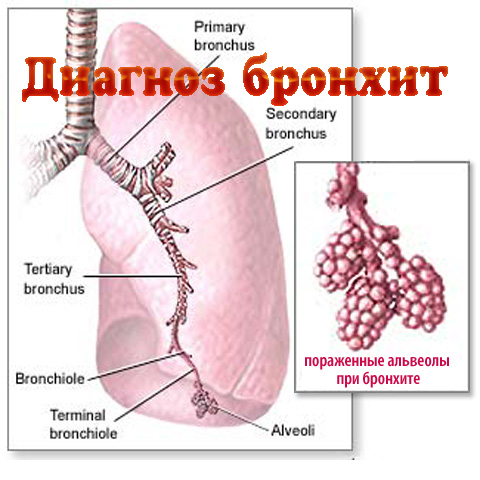 Primary
bronchus
Диагноз бронхит
Secondary
bronchus
Tertiary
bronchus
пораженные альвеолы
при бронхите
Bronchiole
Terminal
bronchiole
Alveoli